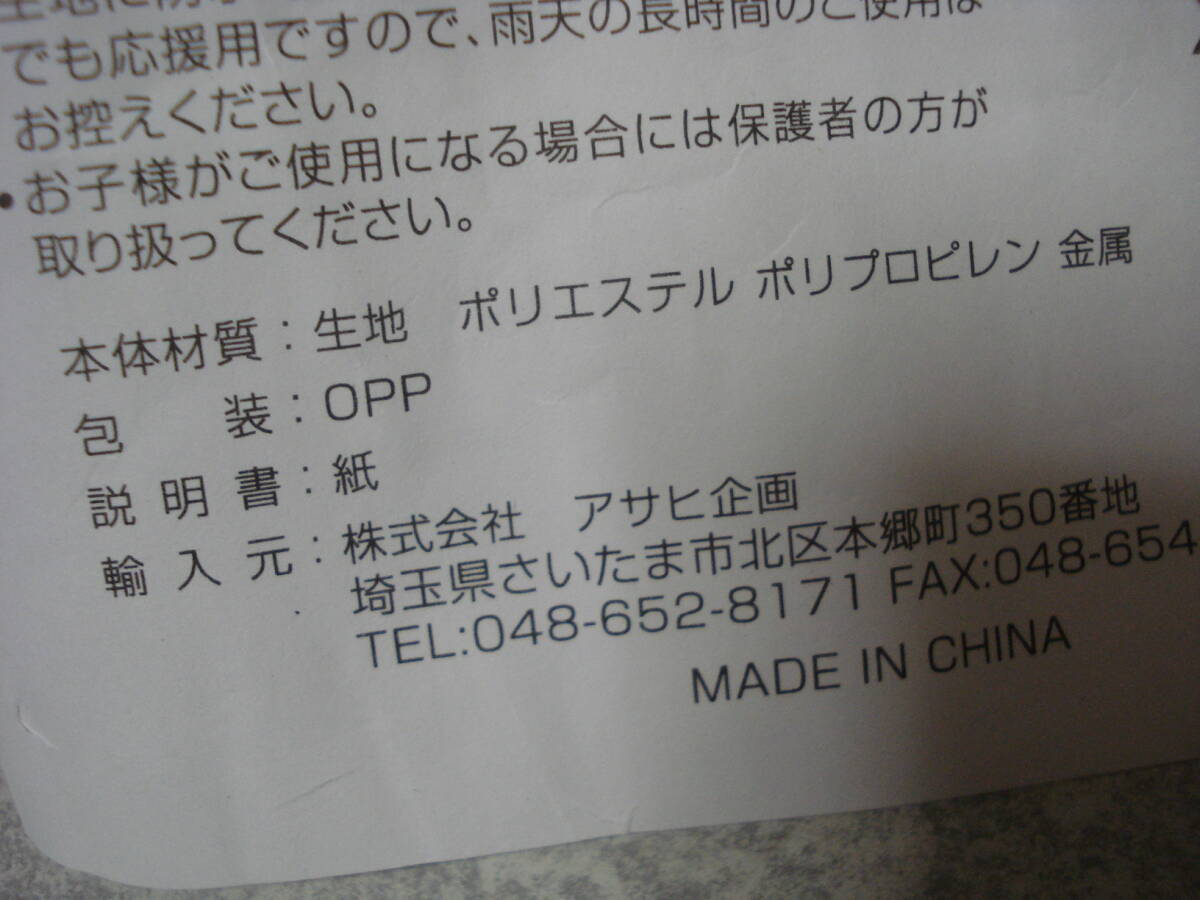 でも応援用ですので、雨天の長時間のご使用は
お控えください。
•お子様がご使用になる場合には保護者の方が
取り扱ってください。
本体材質：生地　ポリエステル ポリプロピレン 金属
包　　装：OPP
説 明 書：紙
輸 入 元：株式会社　アサヒ企画
埼玉県さいたま市北区本郷町350番地
TEL:048-652-8171 FAX:048-654
MADE IN CHINA